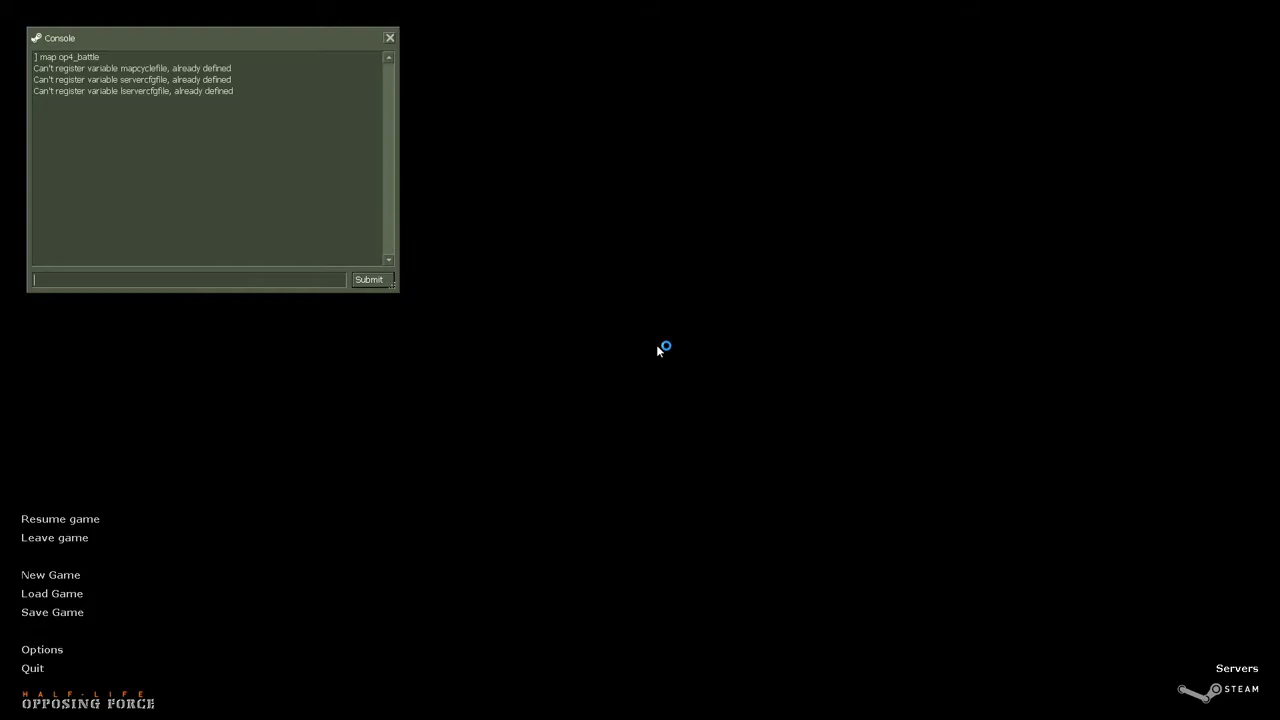 Console
] map op4_battle
Can't register variable mapcyclefile, already defined
Can't register variable servercfgfile, already defined
Can't register variable lservercfgfile, already defined
Submit
Resume game
Leave game
New Game
Load Game
Save Game
Options
Quit
Servers
HALF-LIFE
OPPOSING FORCE
STEAM